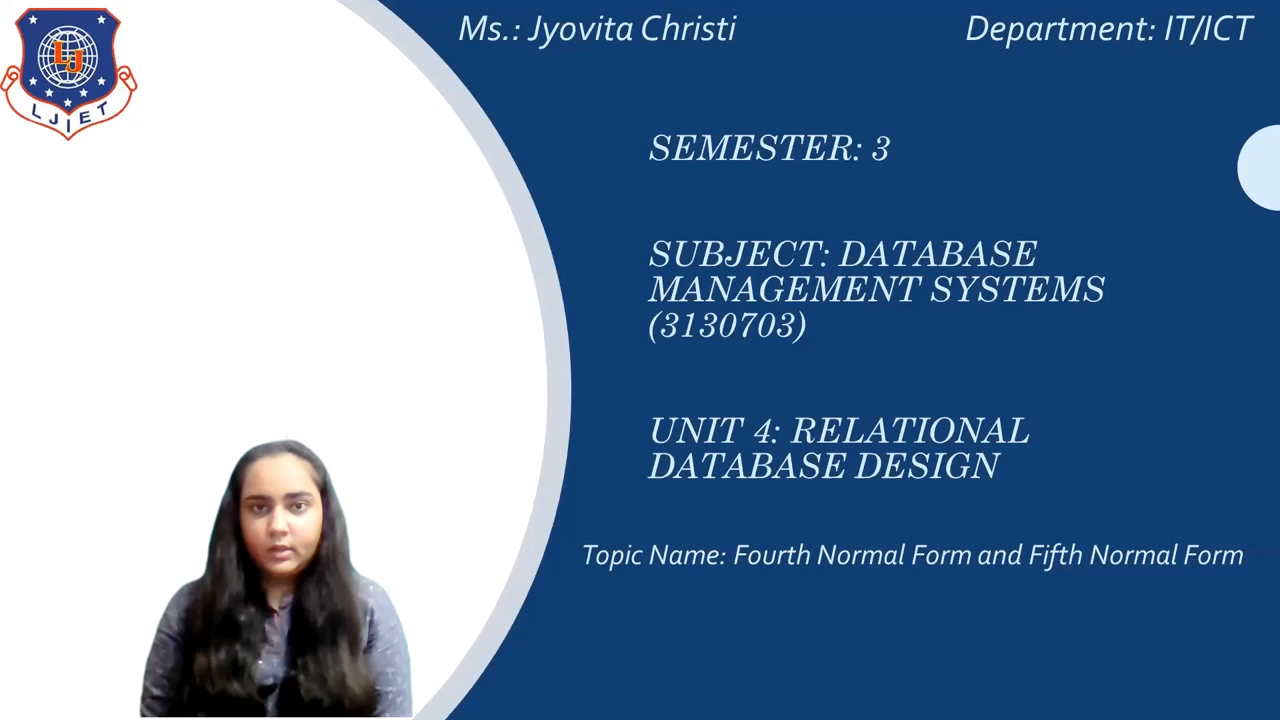 LJ
LJIET
Ms.: Jyovita Christi
Department: IT/ICT
SEMESTER: 3
SUBJECT: DATABASE
MANAGEMENT SYSTEMS
(3130703)
UNIT 4: RELATIONAL
DATABASE DESIGN
Topic Name: Fourth Normal Form and Fifth Normal Form